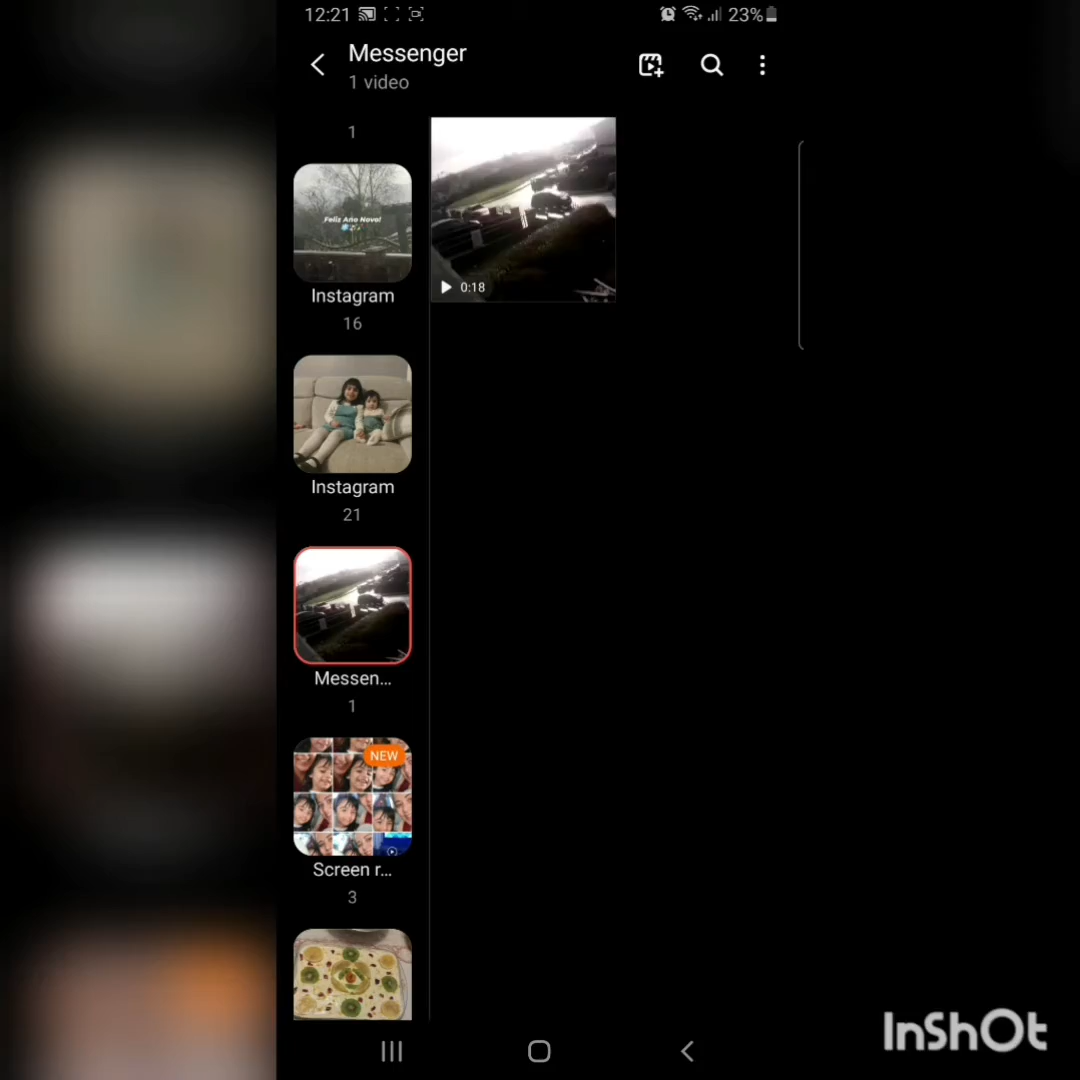 12:21
23%
Messenger
1 video
1
Feliz Ano Novo!
Instagram
16
0:18
Instagram
21
Messen...
1
NEW
Screen r...
3
InShOt